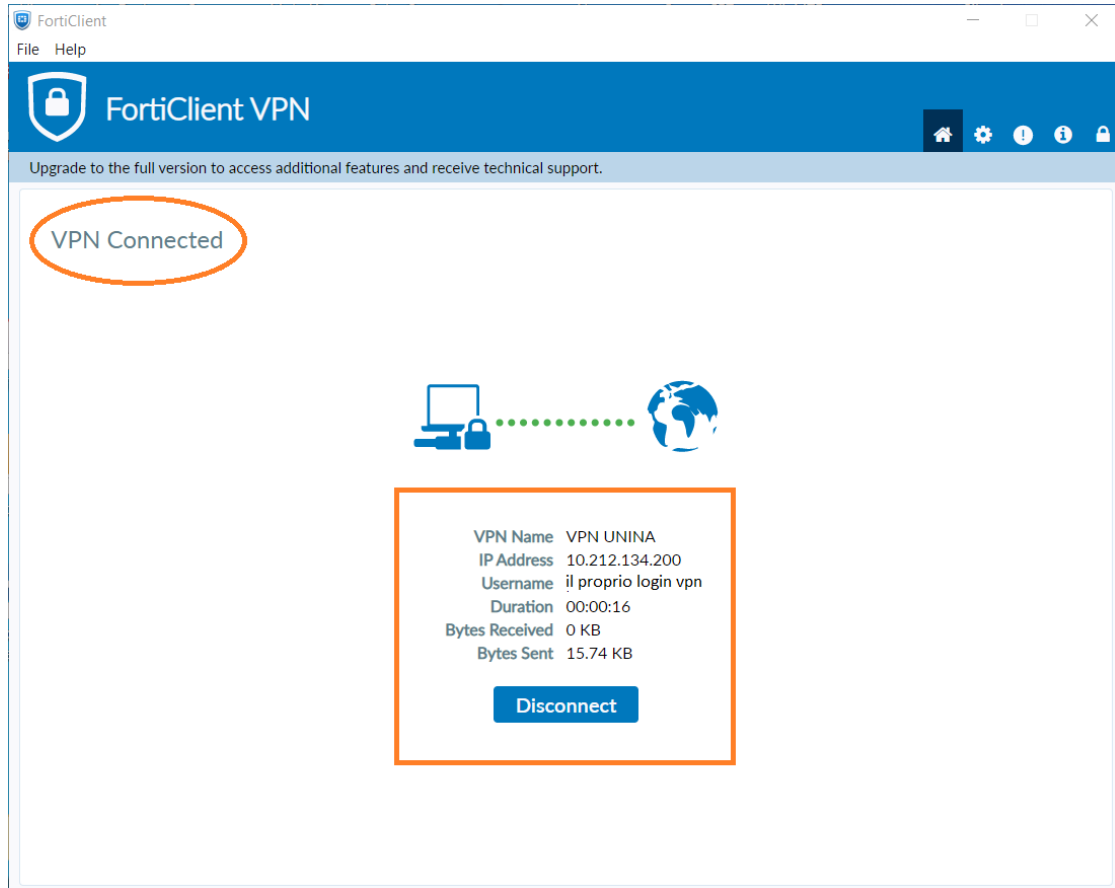 FortiClient
File Help
FortiClient VPN
Upgrade to the full version to access additional features and receive technical support.
VPN Connected
VPN Name VPN UNINA
IP Address 10.212.134.200
Username il proprio login vpn
Duration 00:00:16
Bytes Received 0 KB
Bytes Sent 15.74 KB
Disconnect